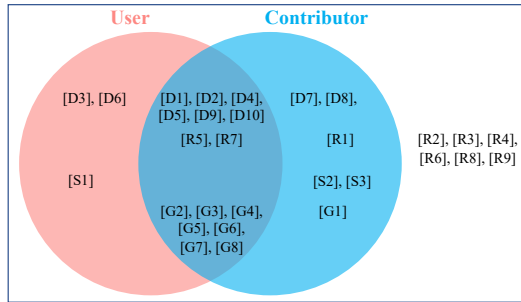 User
Contributor
[D3], [D6]
[D1], [D2], [D4],
[D5], [D9], [D10]
[D7], [D8],
[R5], [R7]
[R1]
[R2], [R3], [R4],
[R6], [R8], [R9]
[S1]
[S2], [S3]
[G2], [G3], [G4],
[G5], [G6],
[G7], [G8]
[G1]